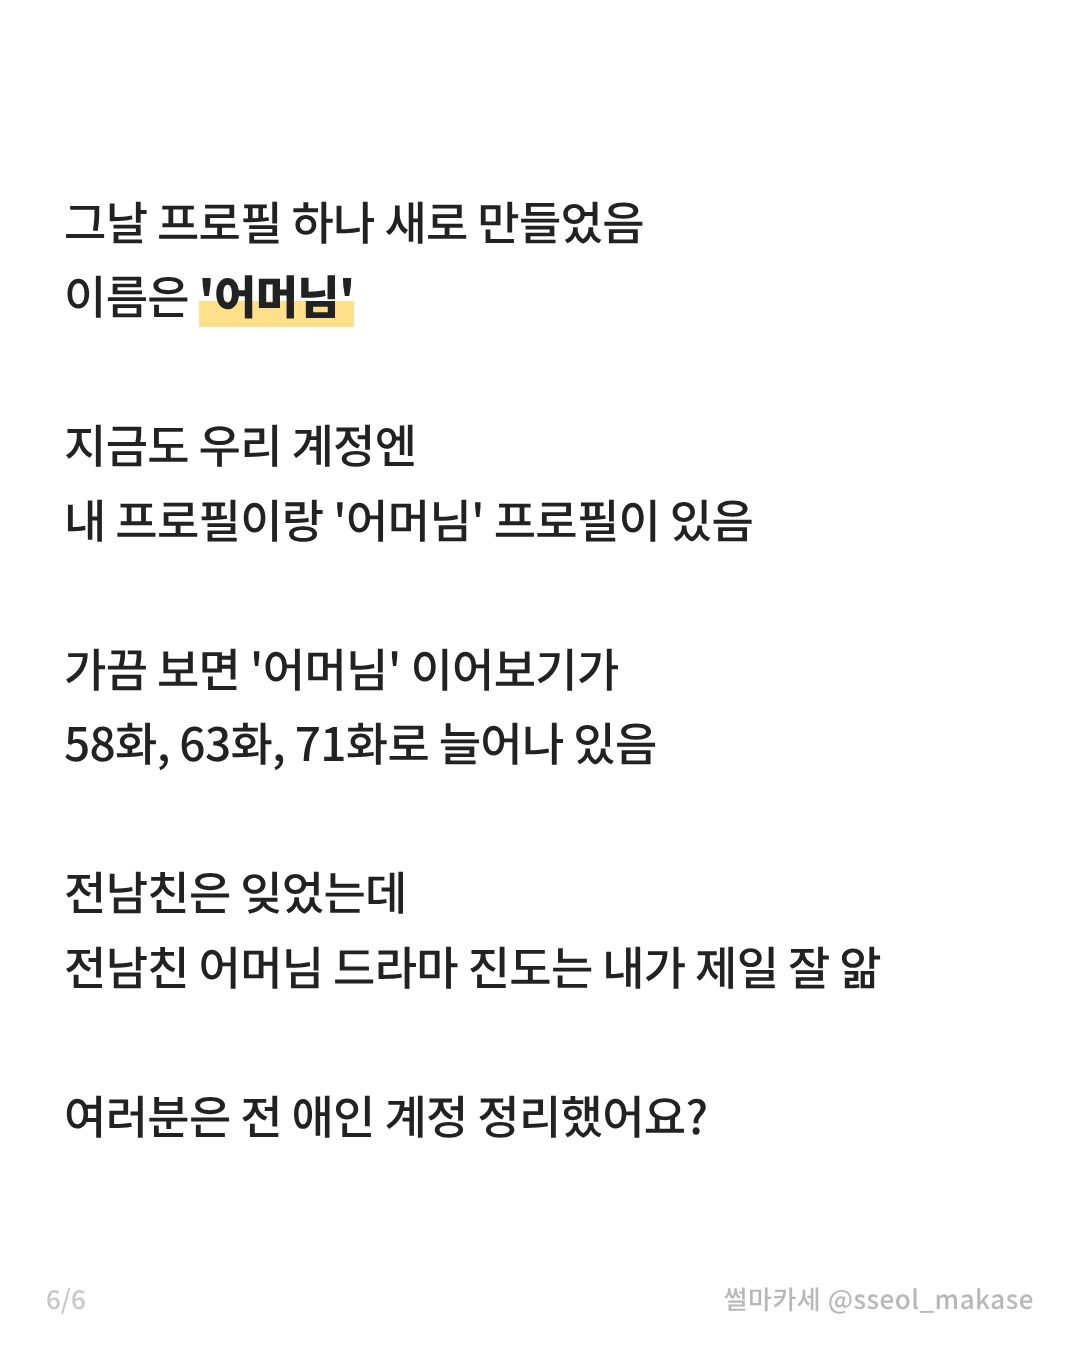 그날 프로필 하나 새로 만들었음
이름은 '어머님'
지금도 우리 계정엔
내 프로필이랑 '어머님' 프로필이 있음
가끔 보면 '어머님' 이어보기가
58화, 63화, 71화로 늘어나 있음
전남친은 잊었는데
전남친 어머님 드라마 진도는 내가 제일 잘 앎
여러분은 전 애인 계정 정리했어요?
6/6
썰마카세 @sseol_makase